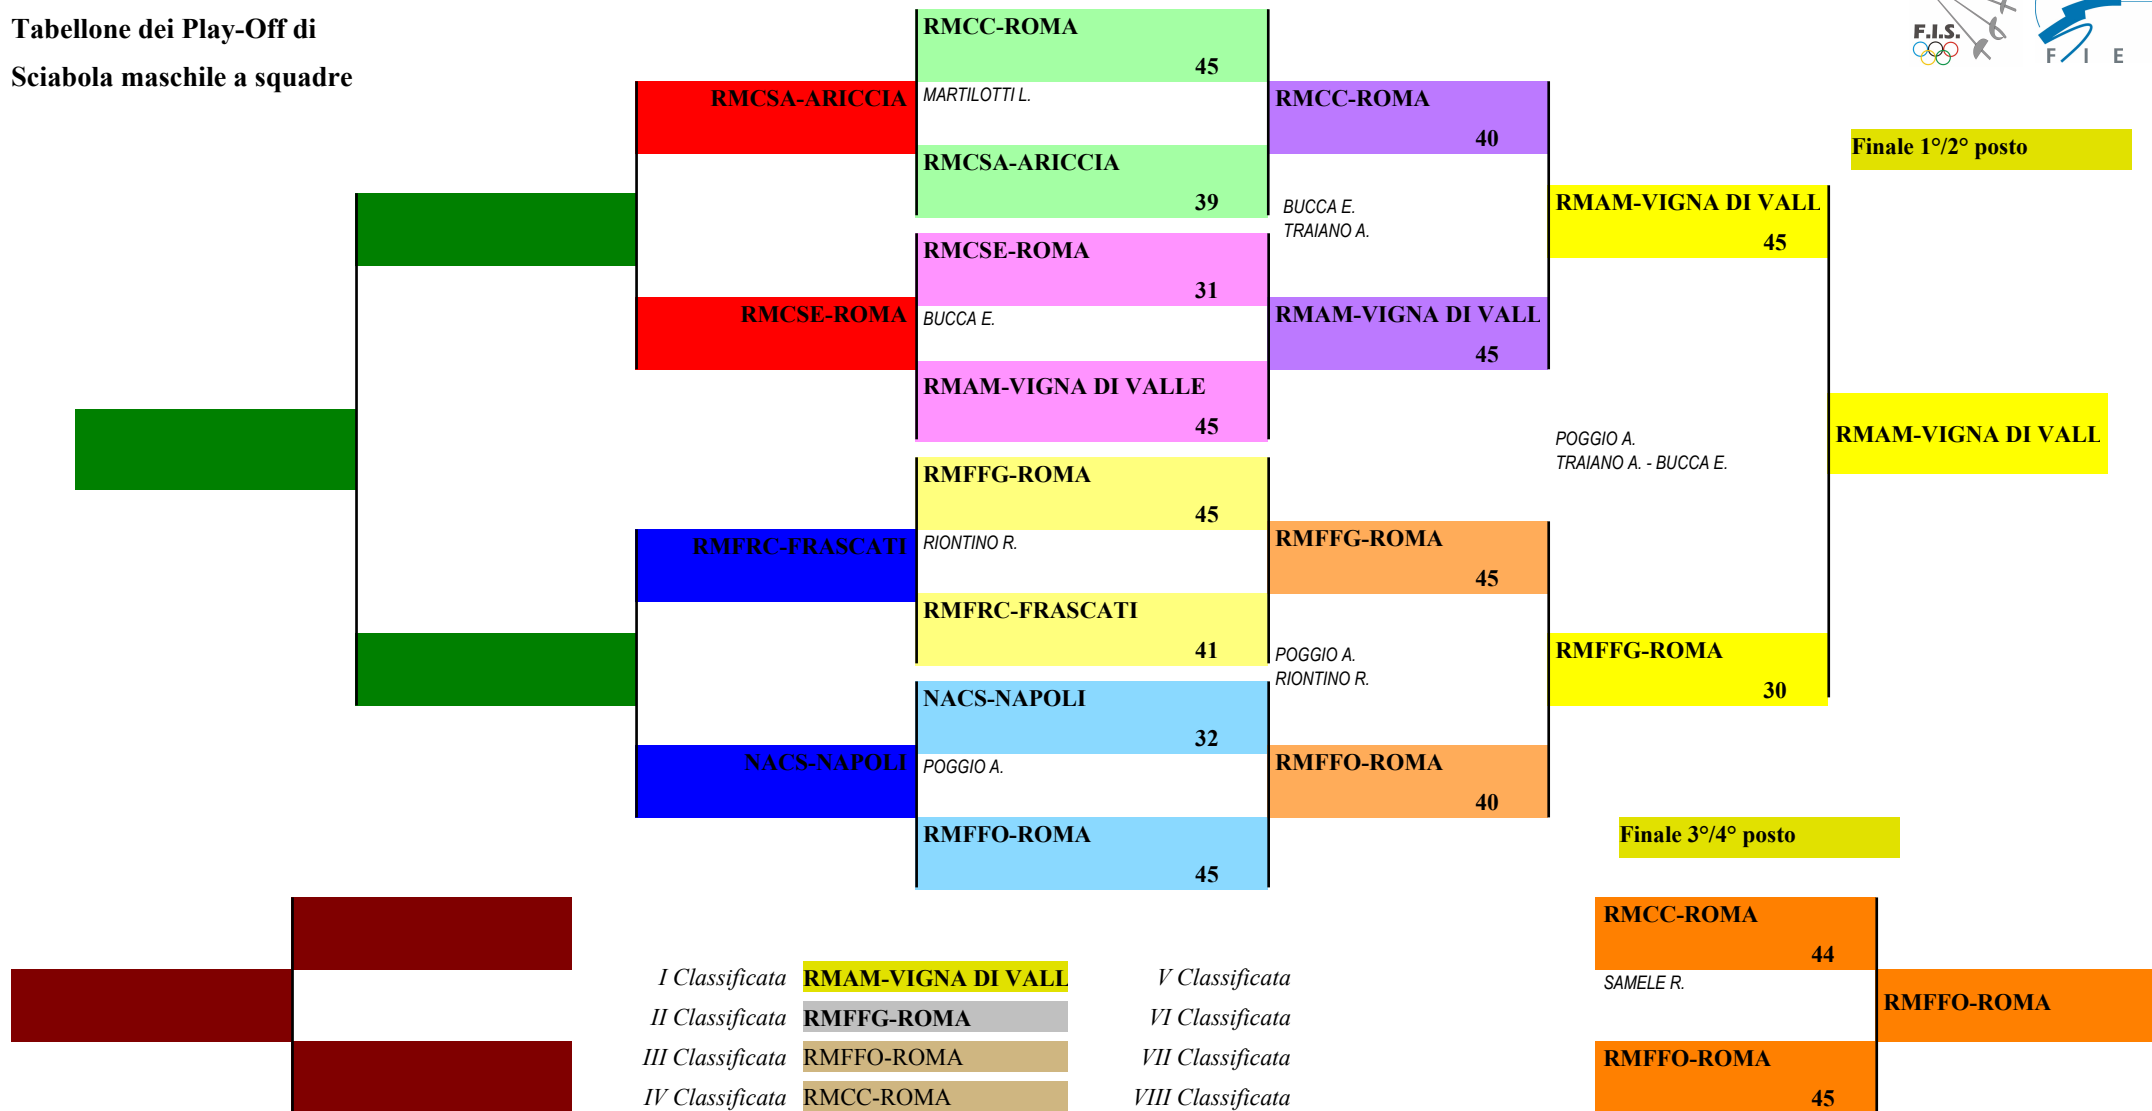 Tabellone dei Play-Off di
Sciabola maschile a squadre
F.I.S.
F I E
RMCSA-ARICCIA
RMCSE-ROMA
RMFRC-FRASCATI
NACS-NAPOLI
RMCC-ROMA
45
MARTILOTTI L.
RMCSA-ARICCIA
39
RMCSE-ROMA
31
BUCCA E.
RMAM-VIGNA DI VALLE
45
RMFFG-ROMA
45
RIONTINO R.
RMFRC-FRASCATI
41
NACS-NAPOLI
32
POGGIO A.
RMFFO-ROMA
45
RMCC-ROMA
40
BUCCA E.
TRAIANO A.
RMAM-VIGNA DI VALL
45
RMFFG-ROMA
45
POGGIO A.
RIONTINO R.
RMFFO-ROMA
40
Finale 1°/2° posto
RMAM-VIGNA DI VALL
45
POGGIO A.
TRAIANO A. - BUCCA E.
RMFFG-ROMA
30
RMAM-VIGNA DI VALL
Finale 3°/4° posto
RMCC-ROMA
44
SAMELE R.
RMFFO-ROMA
45
RMFFO-ROMA
I Classificata RMAM-VIGNA DI VALL V Classificata
II Classificata RMFFG-ROMA VI Classificata
III Classificata RMFFO-ROMA VII Classificata
IV Classificata RMCC-ROMA VIII Classificata